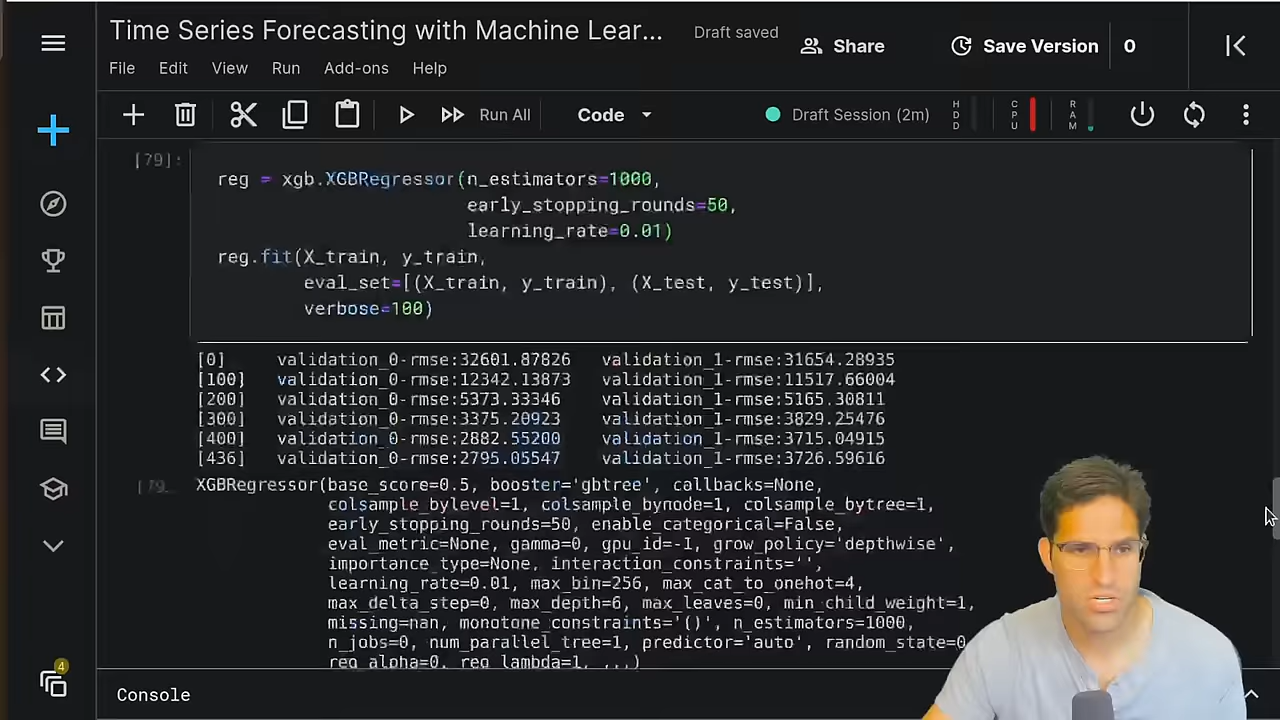 Time Series Forecasting with Machine Lear...
Draft saved
Share
Save Version
0
File Edit View Run Add-ons Help
Run All
Code
Draft Session (2m)
HDD
CPU
RAM
[79]:
reg = xgb.XGBRegressor(n_estimators=1000,
early_stopping_rounds=50,
learning_rate=0.01)
reg.fit(X_train, y_train,
eval_set=[(X_train, y_train), (X_test, y_test)],
verbose=100)
[0] validation_0-rmse:32601.87826 validation_1-rmse:31654.28935
[100] validation_0-rmse:12342.13873 validation_1-rmse:11517.66004
[200] validation_0-rmse:5373.33346 validation_1-rmse:5165.30811
[300] validation_0-rmse:3375.20923 validation_1-rmse:3829.25476
[400] validation_0-rmse:2882.55200 validation_1-rmse:3715.04915
[436] validation_0-rmse:2795.05547 validation_1-rmse:3726.59616
[79
XGBRegressor(base_score=0.5, booster='gbtree', callbacks=None,
colsample_bylevel=1, colsample_bynode=1, colsample_bytree=1,
early_stopping_rounds=50, enable_categorical=False,
eval_metric=None, gamma=0, gpu_id=-1, grow_policy='depthwise',
importance_type=None, interaction_constraints='',
learning_rate=0.01, max_bin=256, max_cat_to_onehot=4,
max_delta_step=0, max_depth=6, max_leaves=0, min_child_weight=1,
missing=nan, monotone_constraints='()', n_estimators=1000,
n_jobs=0, num_parallel_tree=1, predictor='auto', random_state=0
reg_alpha=0, reg_lambda=1, ...)
4
Console